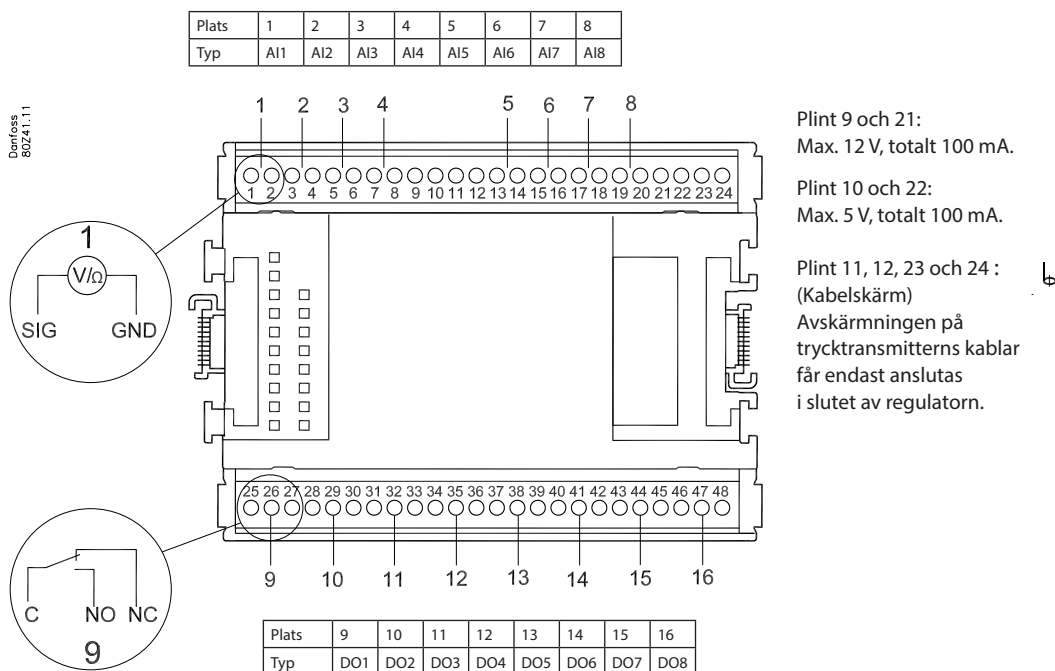 Plats 1 2 3 4 5 6 7 8
Typ AI1 AI2 AI3 AI4 AI5 AI6 AI7 AI8
Danfoss
80Z41.11
1 2 3 4 5 6 7 8
1 2 3 4 5 6 7 8 9 10 11 12 13 14 15 16 17 18 19 20 21 22 23 24
1
V/Ω
SIG GND
Plint 9 och 21:
Max. 12 V, totalt 100 mA.
Plint 10 och 22:
Max. 5 V, totalt 100 mA.
Plint 11, 12, 23 och 24 :
(Kabelskärm)
Avskärmningen på
trycktransmitterns kablar
får endast anslutas
i slutet av regulatorn.
25 26 27 28 29 30 31 32 33 34 35 36 37 38 39 40 41 42 43 44 45 46 47 48
9 10 11 12 13 14 15 16
C NO NC
9
Plats 9 10 11 12 13 14 15 16
Typ DO1 DO2 DO3 DO4 DO5 DO6 DO7 DO8